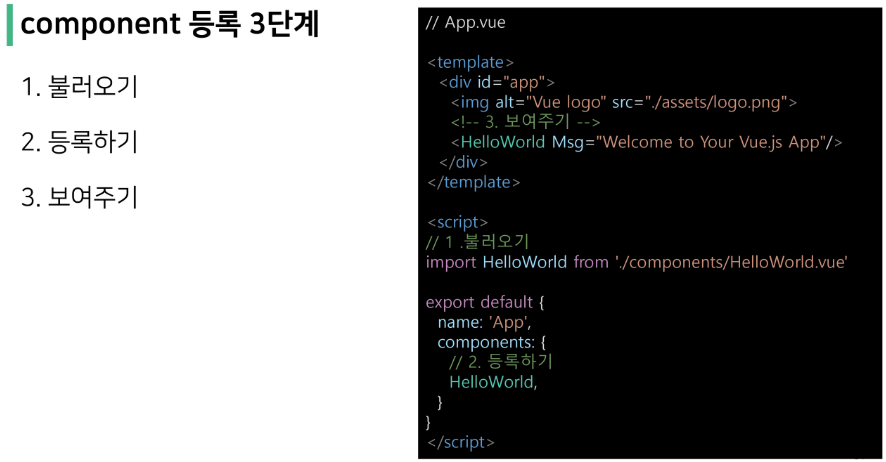 component 등록 3단계
1. 불러오기
2. 등록하기
3. 보여주기
// App.vue
<template>
<div id="app">
<img alt="Vue logo" src="./assets/logo.png">
<!-- 3. 보여주기 -->
<HelloWorld Msg="Welcome to Your Vue.js App"/>
</div>
</template>
<script>
// 1 .불러오기
import HelloWorld from './components/HelloWorld.vue'
export default {
name: 'App',
components: {
// 2. 등록하기
HelloWorld,
}
}
</script>